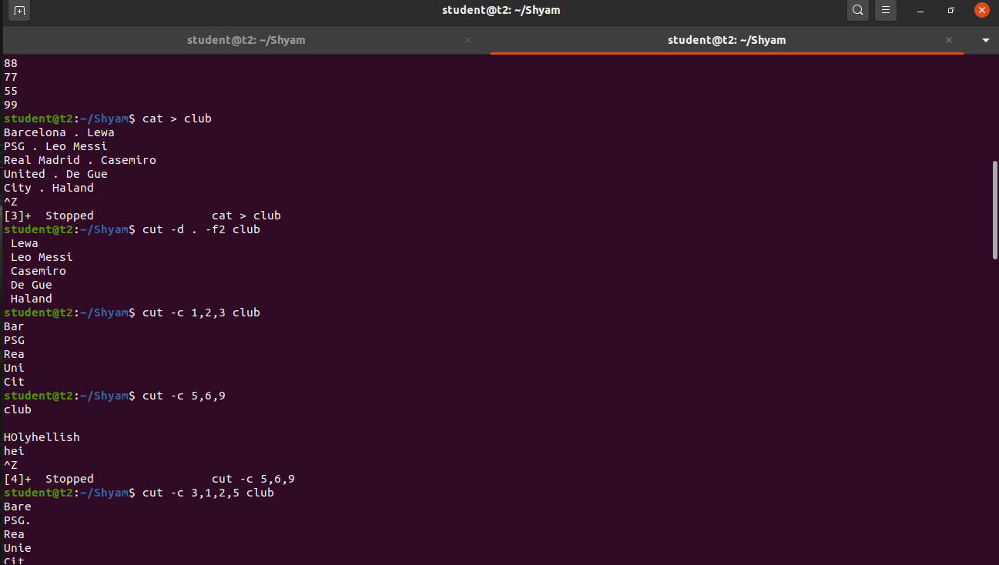 student@t2: ~/Shyam
student@t2: ~/Shyam
student@t2: ~/Shyam
88
77
55
99
student@t2:~/Shyam$ cat > club
Barcelona . Lewa
PSG . Leo Messi
Real Madrid . Casemiro
United . De Gue
City . Haland
^Z
[3]+  Stopped                 cat > club
student@t2:~/Shyam$ cut -d . -f2 club
 Lewa
 Leo Messi
 Casemiro
 De Gue
 Haland
student@t2:~/Shyam$ cut -c 1,2,3 club
Bar
PSG
Rea
Uni
Cit
student@t2:~/Shyam$ cut -c 5,6,9
club

HOlyhellish
hei
^Z
[4]+  Stopped                 cut -c 5,6,9
student@t2:~/Shyam$ cut -c 3,1,2,5 club
Bare
PSG.
Rea
Unie
Cit